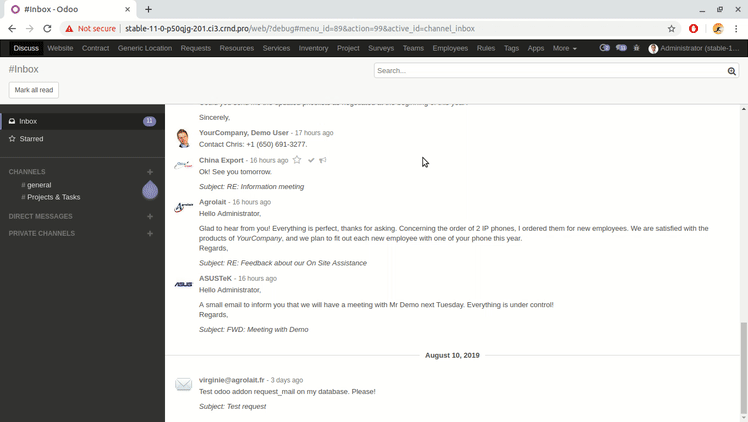 #Inbox - Odoo
Not secure
stable-11-0-p50qjg-201.ci3.crnd.pro/web/?debug#menu_id=89&action=99&active_id=channel_inbox
Discuss Website Contract Generic Location Requests Resources Services Inventory Project Surveys Teams Employees Rules Tags Apps More Administrator (stable-1…
#Inbox
Search...
Mark all read
Inbox 11
Starred
CHANNELS
# general
# Projects & Tasks
DIRECT MESSAGES
PRIVATE CHANNELS
Sincerely,
YourCompany, Demo User - 17 hours ago
Contact Chris: +1 (650) 691-3277.
China Export - 16 hours ago
Ok! See you tomorrow.
Subject: RE: Information meeting
Agrolait - 16 hours ago
Hello Administrator,
Glad to hear from you! Everything is perfect, thanks for asking. Concerning the order of 2 IP phones, I ordered them for new employees. We are satisfied with the
products of YourCompany, and we plan to fit out each new employee with one of your phone this year.
Regards,
Subject: RE: Feedback about our On Site Assistance
ASUSTeK - 16 hours ago
ASUS
Hello Administrator,
A small email to inform you that we will have a meeting with Mr Demo next Tuesday. Everything is under control!
Regards,
Subject: FWD: Meeting with Demo
August 10, 2019
virginie@agrolait.fr - 3 days ago
Test odoo addon request_mail on my database. Please!
Subject: Test request